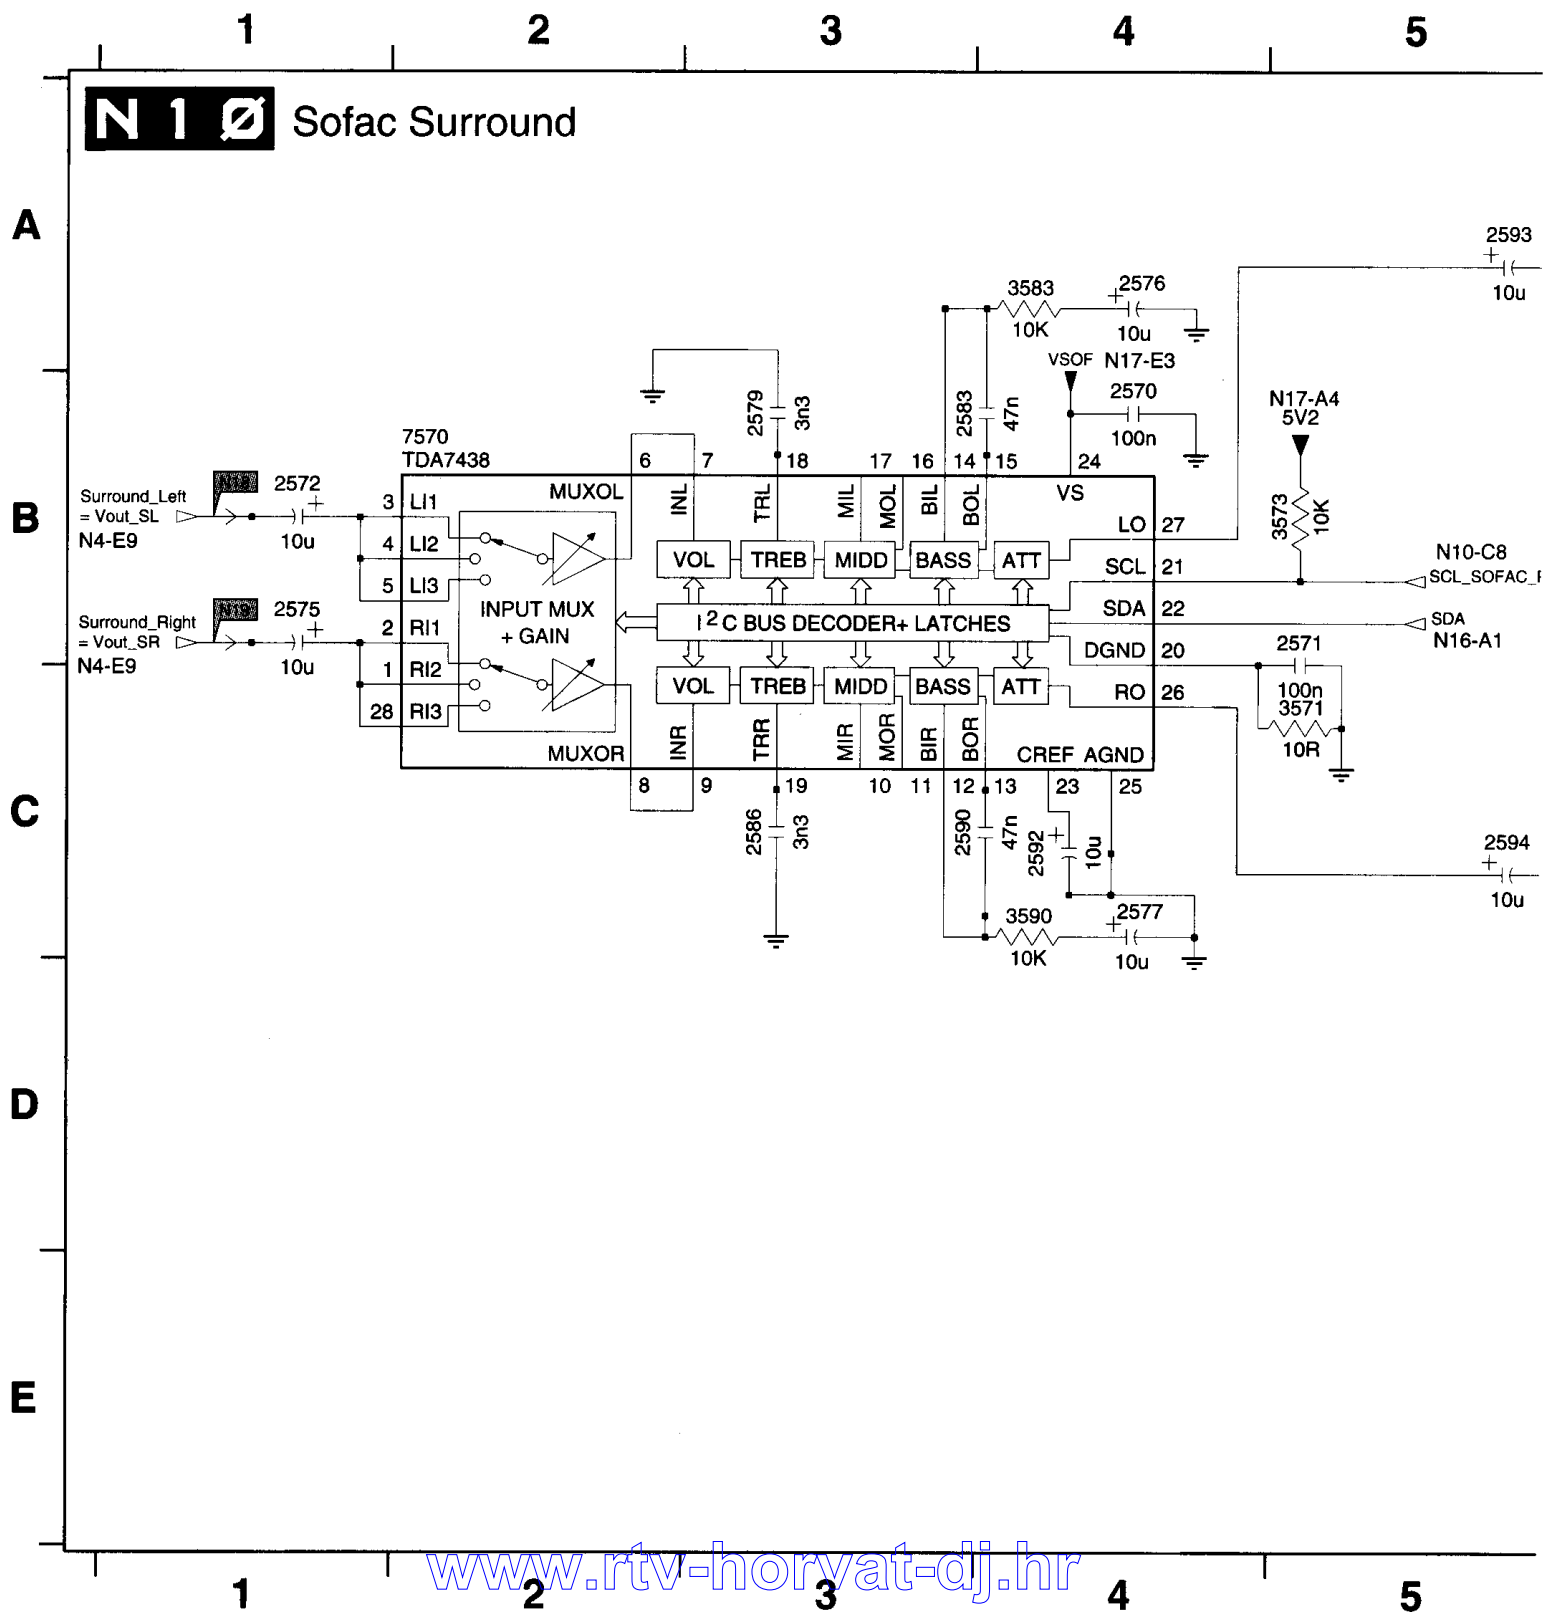 1 2 3 4 5
N 1 0 Sofac Surround
A
2593
10u
3583
10K
2576
10u
VSOF N17-E3
2579
3n3
2583
47n
2570
100n
N17-A4
5V2
7570
TDA7438
6 7 18 17 16 14 15 24
B
Surround_Left
= Vout_SL
N4-E9
N18
2572
10u
3 LI1
4 LI2
5 LI3
MUXOL
INL TRL MIL MOL BIL BOL
VS
LO 27
3573
10K
VOL TREB MIDD BASS ATT
SCL 21
N10-C8
SCL_SOFAC_
Surround_Right
= Vout_SR
N4-E9
N19
2575
10u
2 RI1
1 RI2
28 RI3
INPUT MUX
+ GAIN
I2C BUS DECODER+ LATCHES
SDA 22
SDA
N16-A1
DGND 20
2571
100n
3571
10R
VOL TREB MIDD BASS ATT
RO 26
MUXOR
INR TRR MIR MOR BIR BOR
CREF AGND
8 9 19 10 11 12 13 23 25
C
2586
3n3
2590
47n
2592
10u
2594
10u
3590
10K
2577
10u
D
E
www.rtv-horvat-dj.hr
1 2 3 4 5